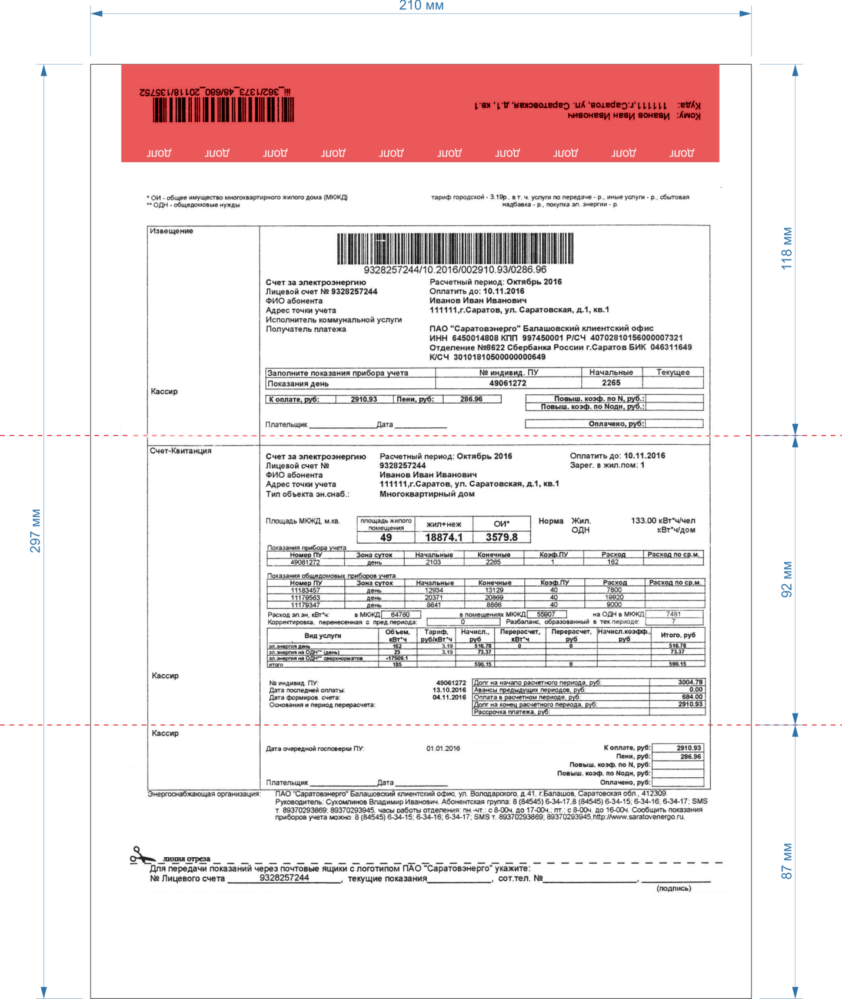 210 мм
Кому: Иванов Иван Иванович
Куда: 111111,г.Саратов, ул. Саратовская, д.1, кв.1
iii_362/1373_48/680_20118/135752
долг долг долг долг долг долг долг долг долг долг
* ОИ - общее имущество многоквартирного жилого дома (МКЖД)
** ОДН - общедомовые нужды
тариф городской - 3.19р., в т. ч. услуги по передаче - р., иные услуги - р., сбытовая
надбавка - р., покупка эл. энергии - р.
Извещение
9328257244/10.2016/002910.93/0286.96
Счет за электроэнергию Расчетный период: Октябрь 2016
Лицевой счет № 9328257244 Оплатить до: 10.11.2016
ФИО абонента Иванов Иван Иванович
Адрес точки учета 111111,г.Саратов, ул. Саратовская, д.1, кв.1
Исполнитель коммунальной услуги
Получатель платежа ПАО "Саратовэнерго" Балашовский клиентский офис
ИНН 6450014808 КПП 997450001 Р/СЧ 40702810156000007321
Отделение №8622 Сбербанка России г.Саратов БИК 046311649
К/СЧ 30101810500000000649
Заполните показания прибора учета № индивид. ПУ Начальные Текущее
Показания день 49061272 2265
Кассир
К оплате, руб: 2910.93 Пени, руб: 286.96 Повыш. коэф. по N, руб.:
Повыш. коэф. по Nодн, руб.:
Плательщик Дата Оплачено, руб:
118 мм
Счет-Квитанция
Счет за электроэнергию Расчетный период: Октябрь 2016 Оплатить до: 10.11.2016
Лицевой счет № 9328257244 Зарег. в жил.пом: 1
ФИО абонента Иванов Иван Иванович
Адрес точки учета 111111,г.Саратов, ул. Саратовская, д.1, кв.1
Тип объекта эн.снаб.: Многоквартирный дом
Площадь МКЖД, м.кв. площадь жилого помещения жил+неж ОИ* Норма Жил. 133.00 кВт*ч/чел
ОДН кВт*ч/дом
49 18874.1 3579.8
297 мм
92 мм
Показания прибора учета
Номер ПУ Зона суток Начальные Конечные Коэф.ПУ Расход Расход по ср.м.
49061272 день 2103 2265 1 162
Показания общедомовых приборов учета
Номер ПУ Зона суток Начальные Конечные Коэф.ПУ Расход Расход по ср.м.
11183457 день 12934 13129 40 7800
11179563 день 20371 20869 40 19920
11179347 день 8641 8866 40 9000
Расход эл.эн, кВт*ч: в МКЖД 64760 в помещениях МКЖД 55907 на ОДН в МКЖД 7481
Корректировка, перенесенная с пред.периода: 0 Разбаланс, образованный в тек.периоде: 7
Вид услуги Объем, кВт*ч Тариф, руб/кВт*ч Начисл., руб Перерасчет, кВт*ч Перерасчет, руб Начисл.коэфф., руб Итого, руб
эл.энергия день 162 3.19 516.78 0 0 516.78
эл.энергия на ОДН** (день) 23 3.19 73.37 73.37
эл.энергия на ОДН** сверхнорматив -17509.1
итого 185 590.15 0 590.15
Кассир
№ индивид. ПУ: 49061272 Долг на начало расчетного периода, руб: 3004.78
Дата последней оплаты: 13.10.2016 Авансы предыдущих периодов, руб: 0.00
Дата формиров. счета: 04.11.2016 Оплата в расчетном периоде, руб: 684.00
Основания и период перерасчета: Долг на конец расчетного периода, руб: 2910.93
Рассрочка платежа, руб:
Кассир
Дата очередной госповерки ПУ: 01.01.2016 К оплате, руб: 2910.93
Пени, руб: 286.96
Повыш. коэф. по N, руб:
Повыш. коэф. по Nодн, руб:
Плательщик Дата Оплачено, руб:
Энергоснабжающая организация: ПАО "Саратовэнерго" Балашовский клиентский офис, ул. Володарского, д.41, г.Балашов, Саратовская обл., 412309.
Руководитель: Сухомлинов Владимир Иванович. Абонентская группа: 8 (84545) 6-34-17,8 (84545) 6-34-15; 6-34-16; 6-34-17; SMS
т. 89370293869; 89370293945, часы работы отделения: пн.-чт.: с 8-00ч. до 17-00ч.; пт.: с 8-00ч. до 16-00ч. Сообщить показания
приборов учета можно: 8 (84545) 6-34-15; 6-34-16; 6-34-17; SMS т. 89370293869; 89370293945,http://www.saratovenergo.ru.
87 мм
линия отреза
Для передачи показаний через почтовые ящики с логотипом ПАО "Саратовэнерго" укажите:
№ Лицевого счета 9328257244, текущие показания , сот.тел. № ,
(подпись)